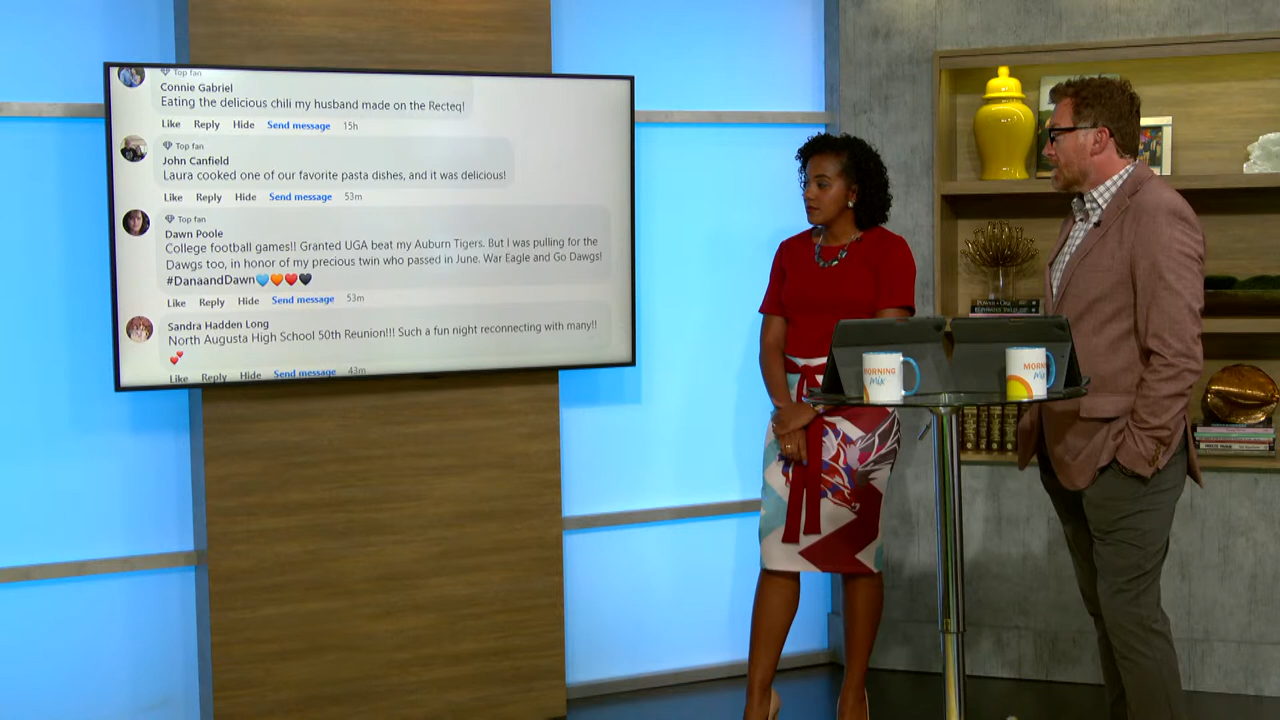 Top fan
Connie Gabriel
Eating the delicious chili my husband made on the Recteq!
Like Reply Hide Send message 15h
Top fan
John Canfield
Laura cooked one of our favorite pasta dishes, and it was delicious!
Like Reply Hide Send message 53m
Top fan
Dawn Poole
College football games!! Granted UGA beat my Auburn Tigers. But I was pulling for the
Dawgs too, in honor of my precious twin who passed in June. War Eagle and Go Dawgs!
#DanaandDawn🩵🧡❤️🖤
Like Reply Hide Send message 53m
Sandra Hadden Long
North Augusta High School 50th Reunion!!! Such a fun night reconnecting with many!!
💕
Like Reply Hide Send message 43m
MORNING
Mix
MORN
Mix